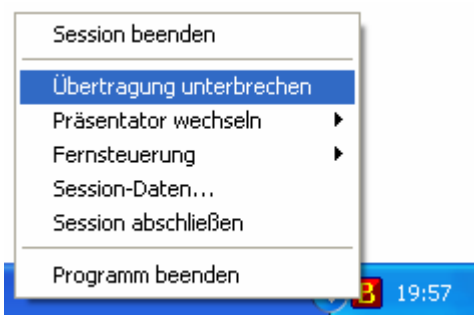 Session beenden
Übertragung unterbrechen
Präsentator wechseln
Fernsteuerung
Session-Daten...
Session abschließen
Programm beenden
B 19:57